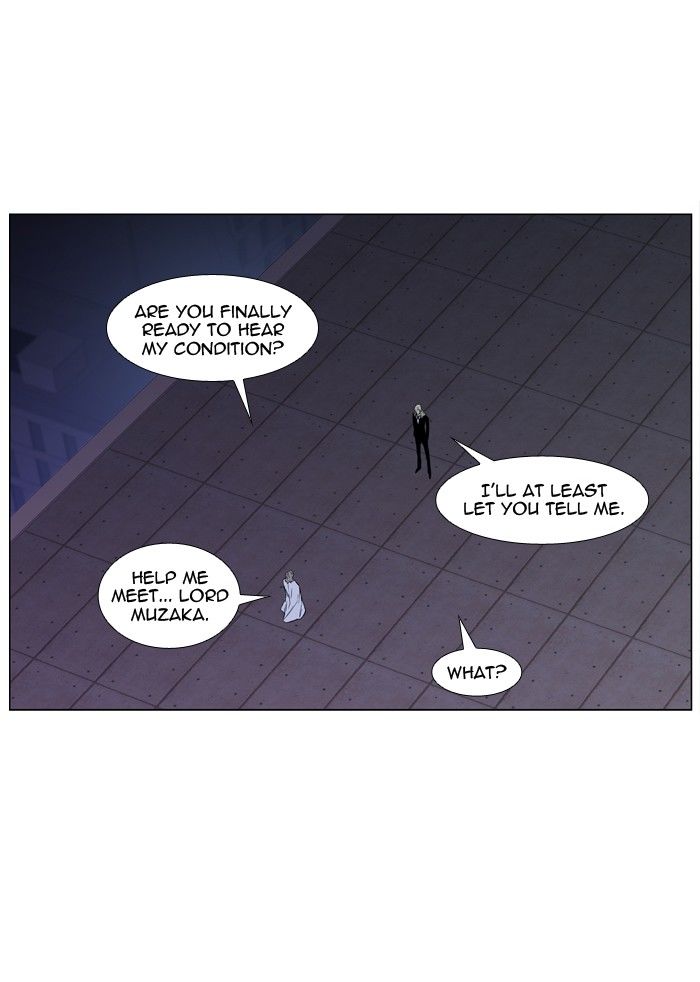 ARE YOU FINALLY
READY TO HEAR
MY CONDITION?
I'LL AT LEAST
LET YOU TELL ME.
HELP ME
MEET... LORD
MUZAKA.
WHAT?